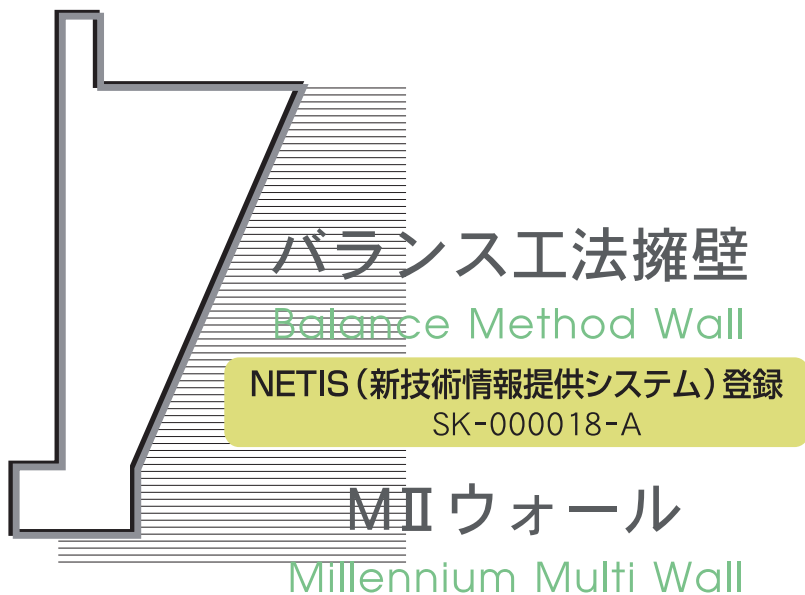 バランス工法擁壁
Balance Method Wall
NETIS（新技術情報提供システム）登録
SK-000018-A
MⅡウォール
Millennium Multi Wall